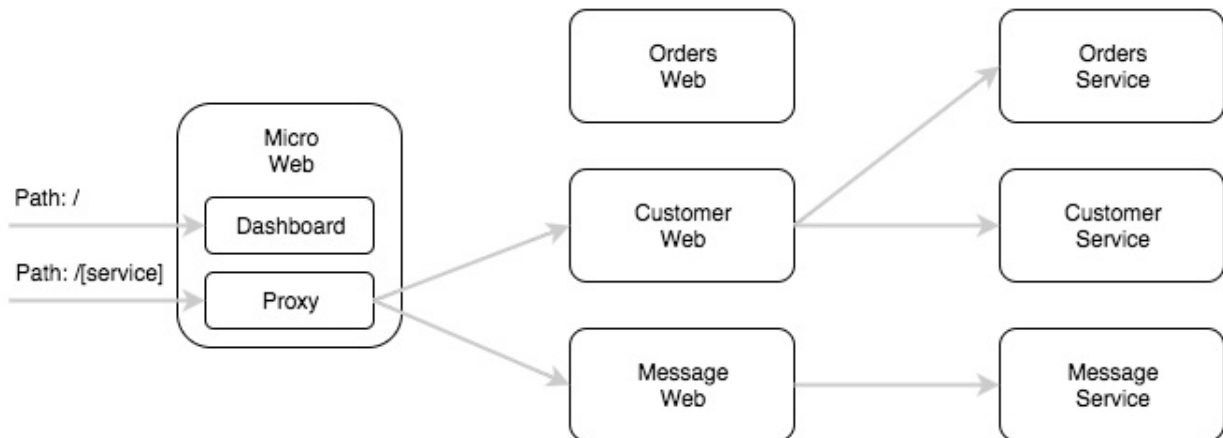 Path: /
Path: /[service]
Micro
Web
Dashboard
Proxy
Orders
Web
Customer
Web
Message
Web
Orders
Service
Customer
Service
Message
Service